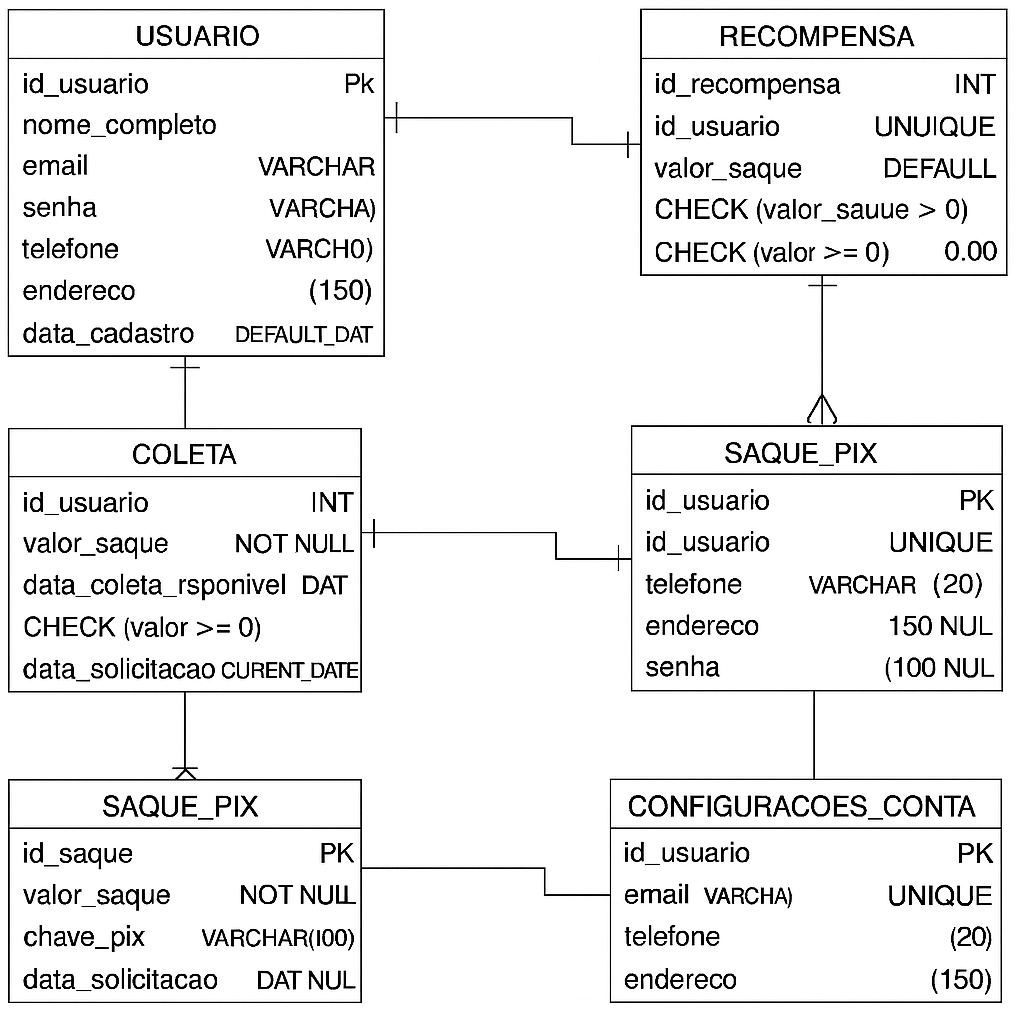 USUARIO
id_usuario Pk
nome_completo
email VARCHAR
senha VARCHA)
telefone VARCH0)
endereco (150)
data_cadastro DEFAULT_DAT
RECOMPENSA
id_recompensa INT
id_usuario UNUIQUE
valor_saque DEFAULL
CHECK (valor_sauue > 0)
CHECK (valor >= 0) 0.00
COLETA
id_usuario INT
valor_saque NOT NULL
data_coleta_rsponivel DAT
CHECK (valor >= 0)
data_solicitacao CURENT_DATE
SAQUE_PIX
id_usuario PK
id_usuario UNIQUE
telefone VARCHAR (20)
endereco 150 NUL
senha (100 NUL
SAQUE_PIX
id_saque PK
valor_saque NOT NULL
chave_pix VARCHAR(I00)
data_solicitacao DAT NUL
CONFIGURACOES_CONTA
id_usuario PK
email VARCHA) UNIQUE
telefone (20)
endereco (150)